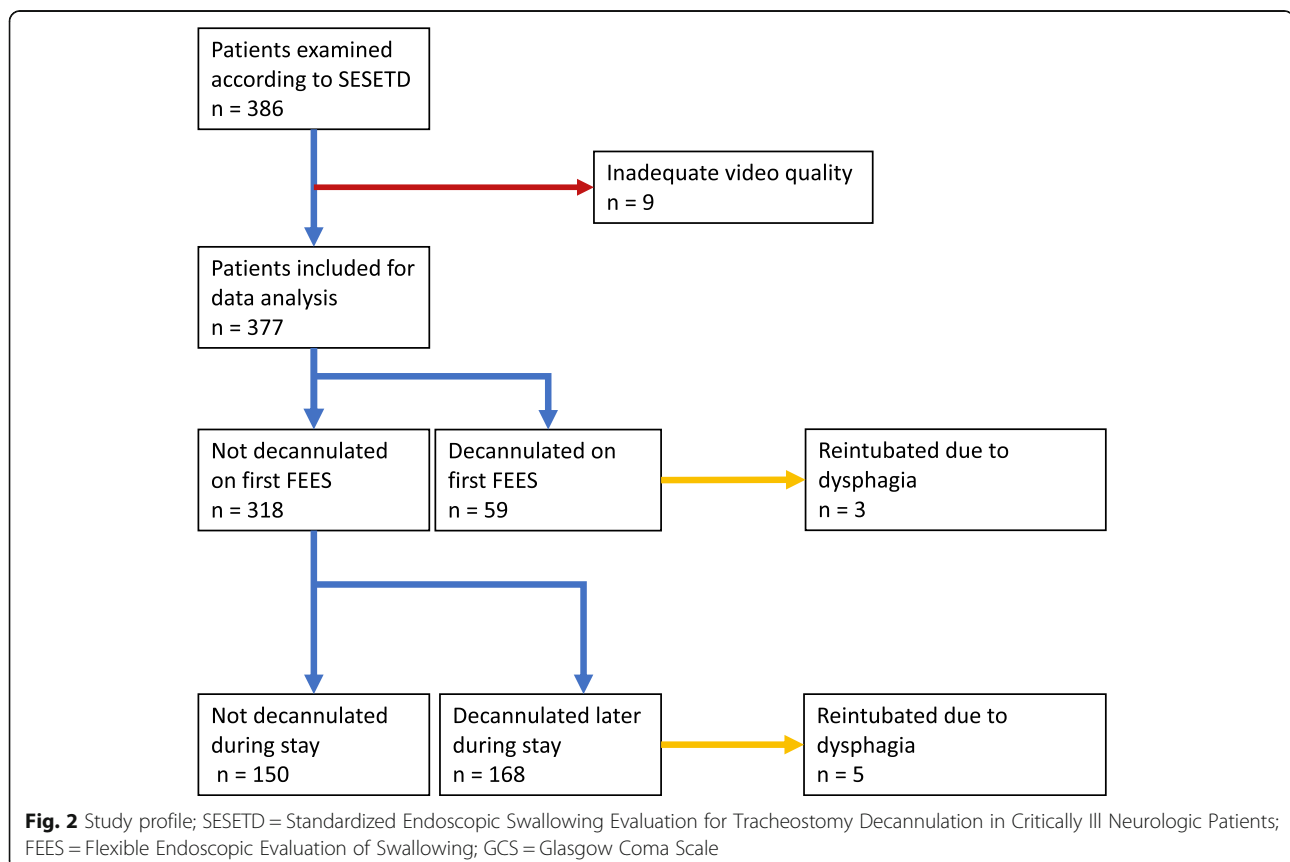 Patients examined
according to SESETD
n = 386
Inadequate video quality
n = 9
Patients included for
data analysis
n = 377
Not decannulated
on first FEES
n = 318
Decannulated on
first FEES
n = 59
Reintubated due to
dysphagia
n = 3
Not decannulated
during stay
n = 150
Decannulated later
during stay
n = 168
Reintubated due to
dysphagia
n = 5
Fig. 2 Study profile; SESETD = Standardized Endoscopic Swallowing Evaluation for Tracheostomy Decannulation in Critically Ill Neurologic Patients;
FEES = Flexible Endoscopic Evaluation of Swallowing; GCS = Glasgow Coma Scale